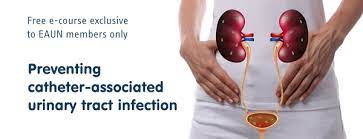 Free e-course exclusive
to EAUN members only
Preventing
catheter-associated
urinary tract infection